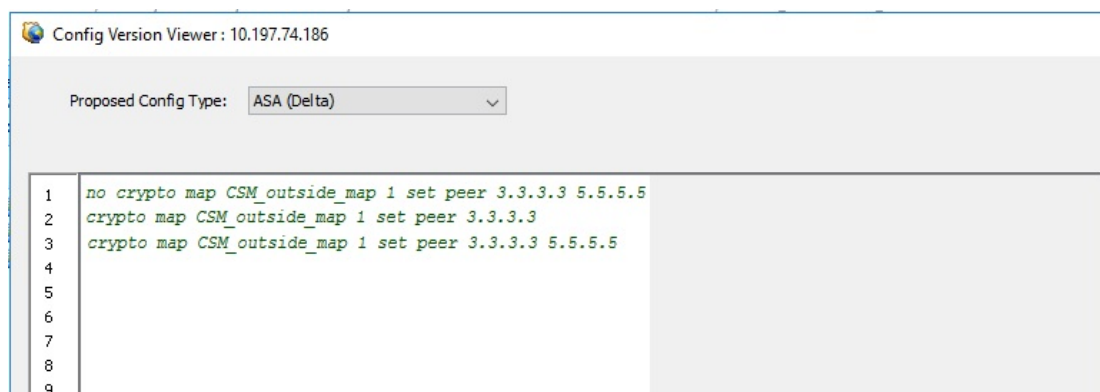 Config Version Viewer : 10.197.74.186
Proposed Config Type: ASA (Delta)
1 no crypto map CSM_outside_map 1 set peer 3.3.3.3 5.5.5.5
2 crypto map CSM_outside_map 1 set peer 3.3.3.3
3 crypto map CSM_outside_map 1 set peer 3.3.3.3 5.5.5.5
4
5
6
7
8
9